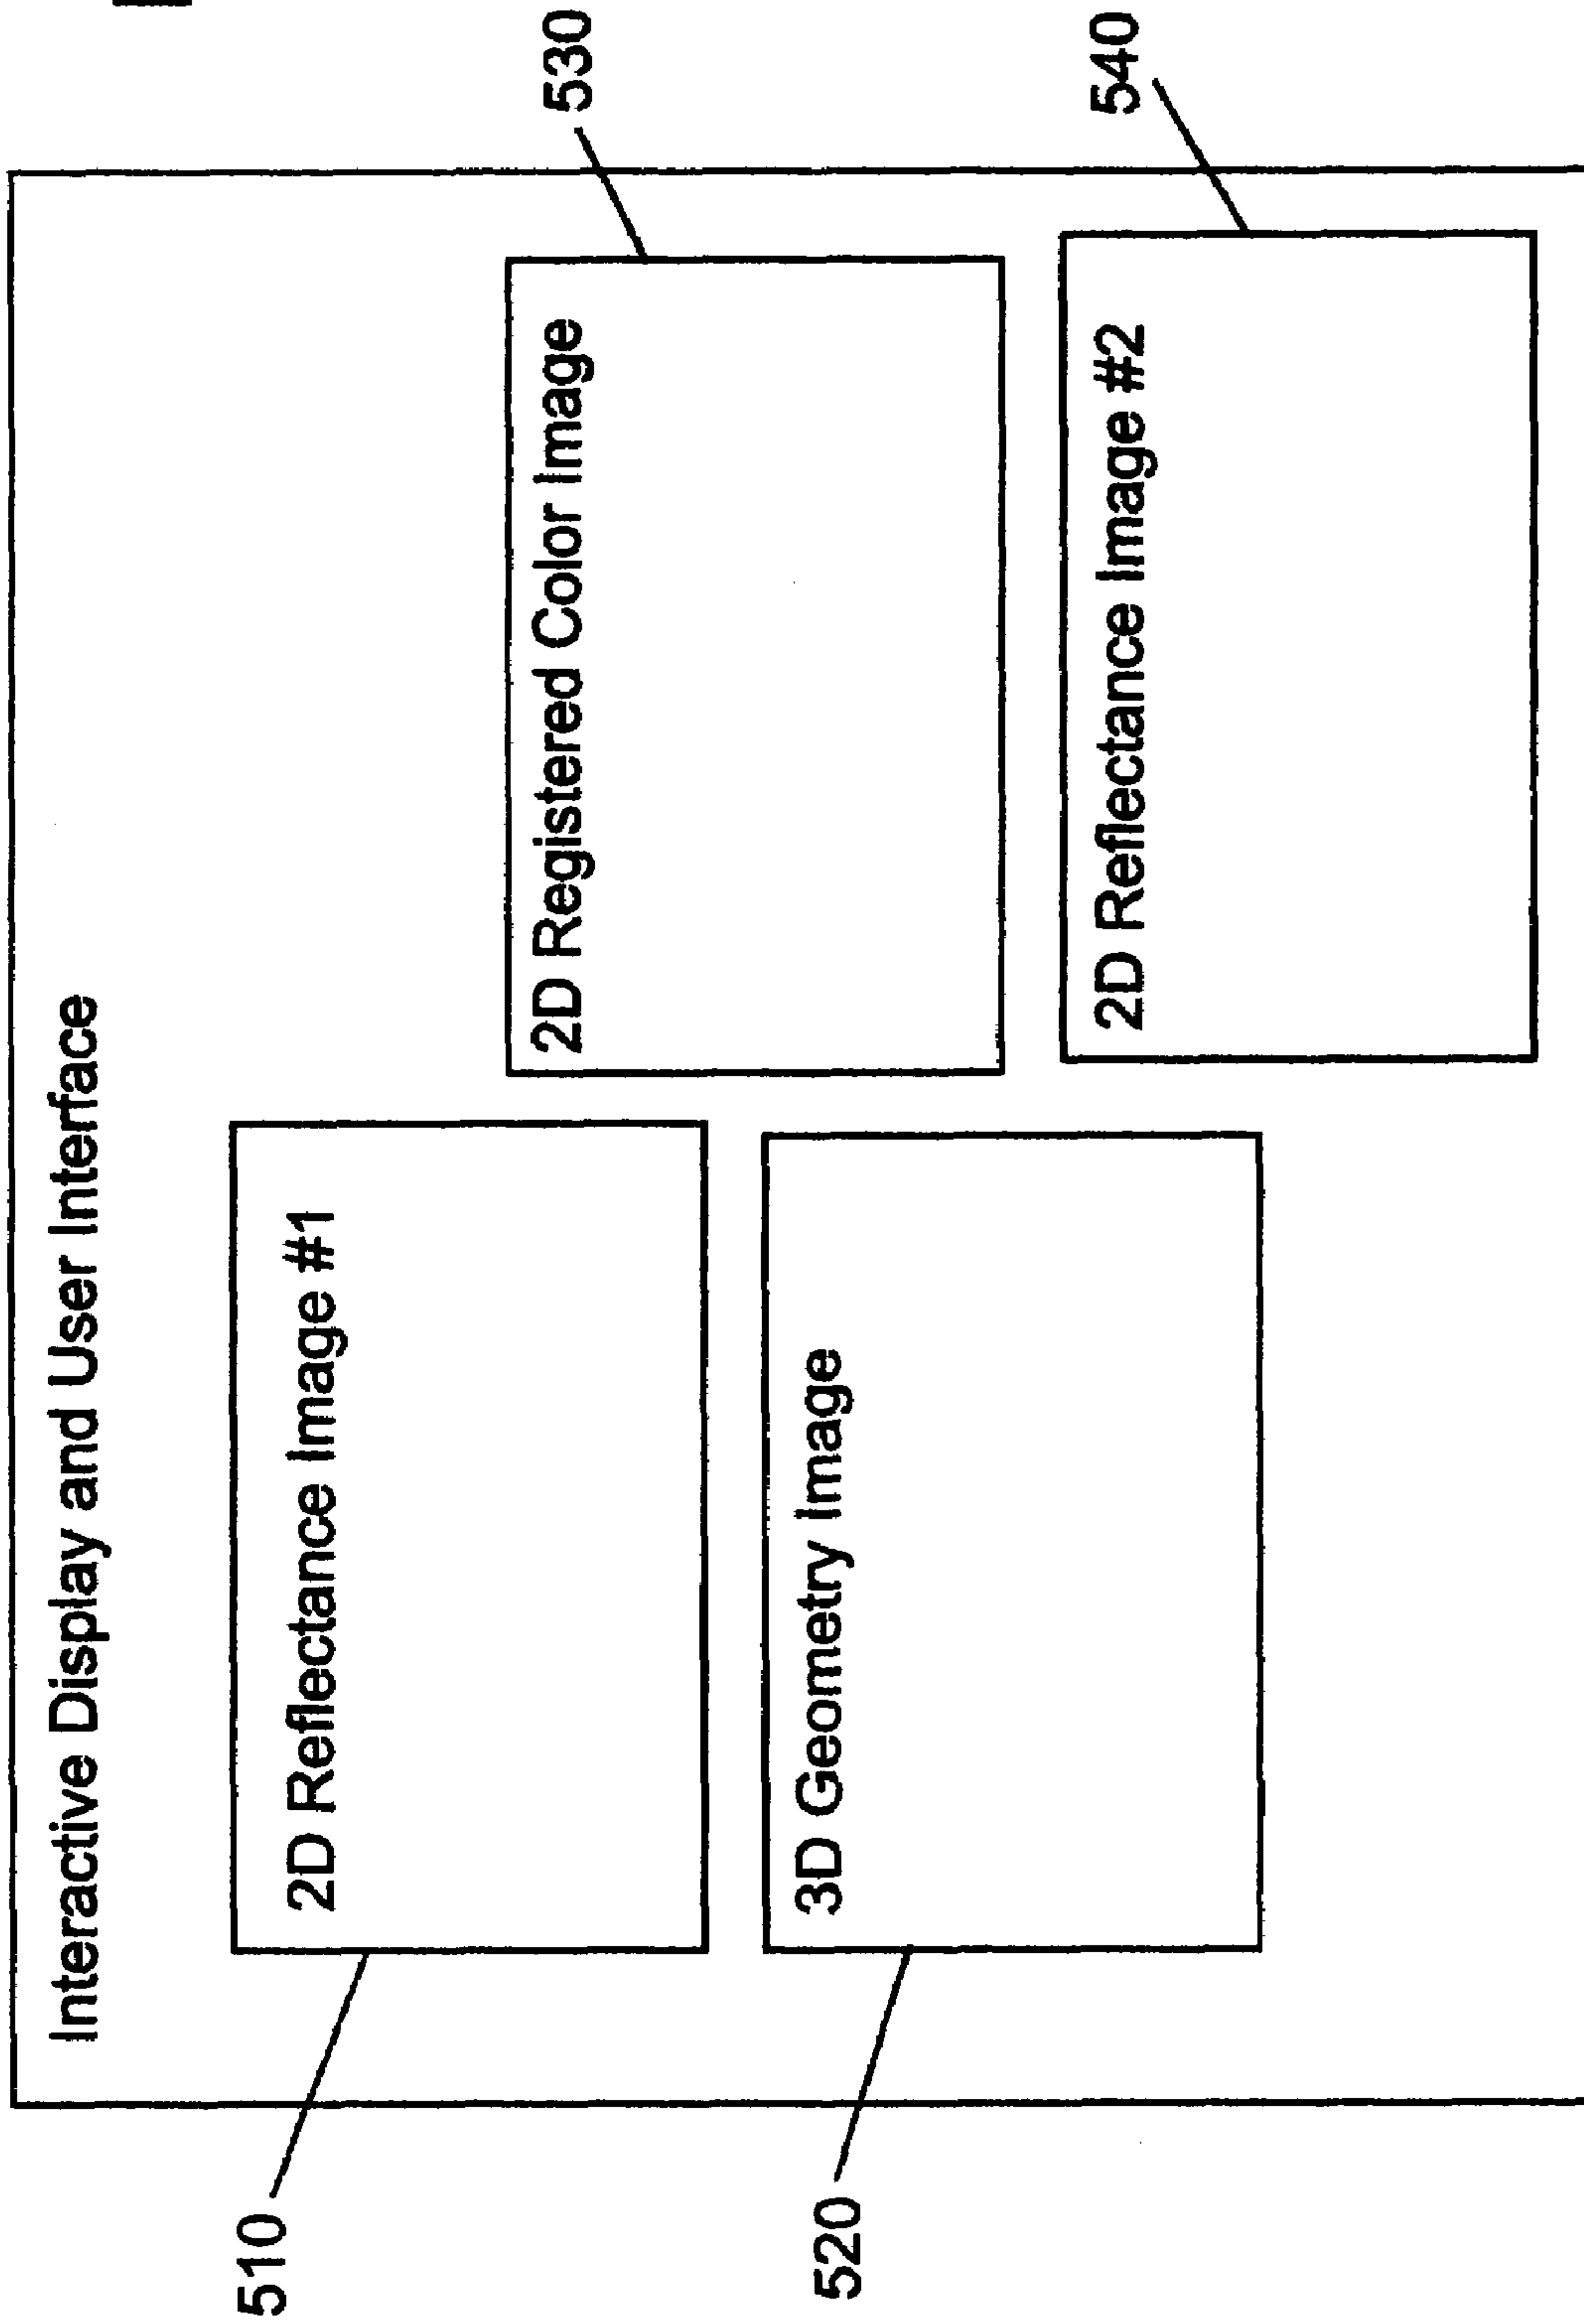 Interactive Display and User Interface
510
2D Reflectance Image #1
520
3D Geometry Image
530
2D Registered Color Image
540
2D Reflectance Image #2